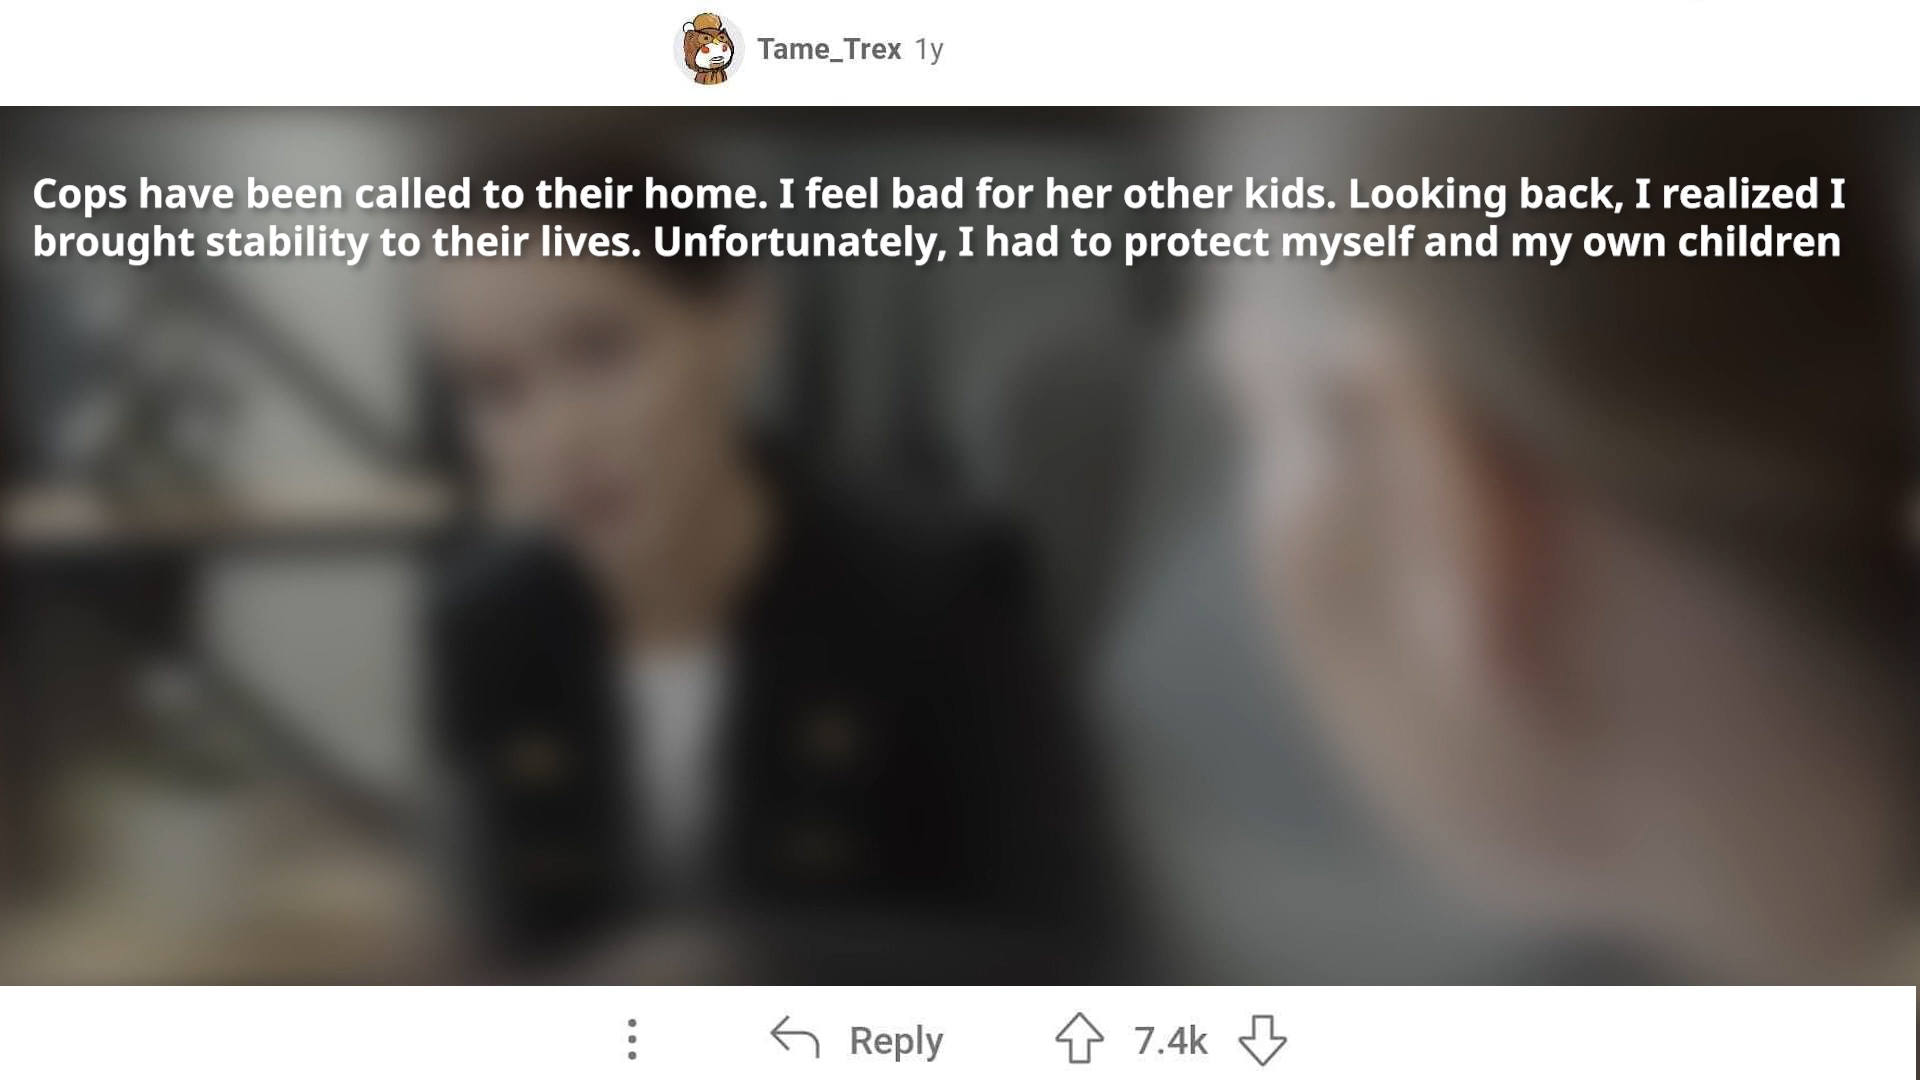 Tame_Trex 1y
Cops have been called to their home. I feel bad for her other kids. Looking back, I realized I
brought stability to their lives. Unfortunately, I had to protect myself and my own children
Reply 7.4k